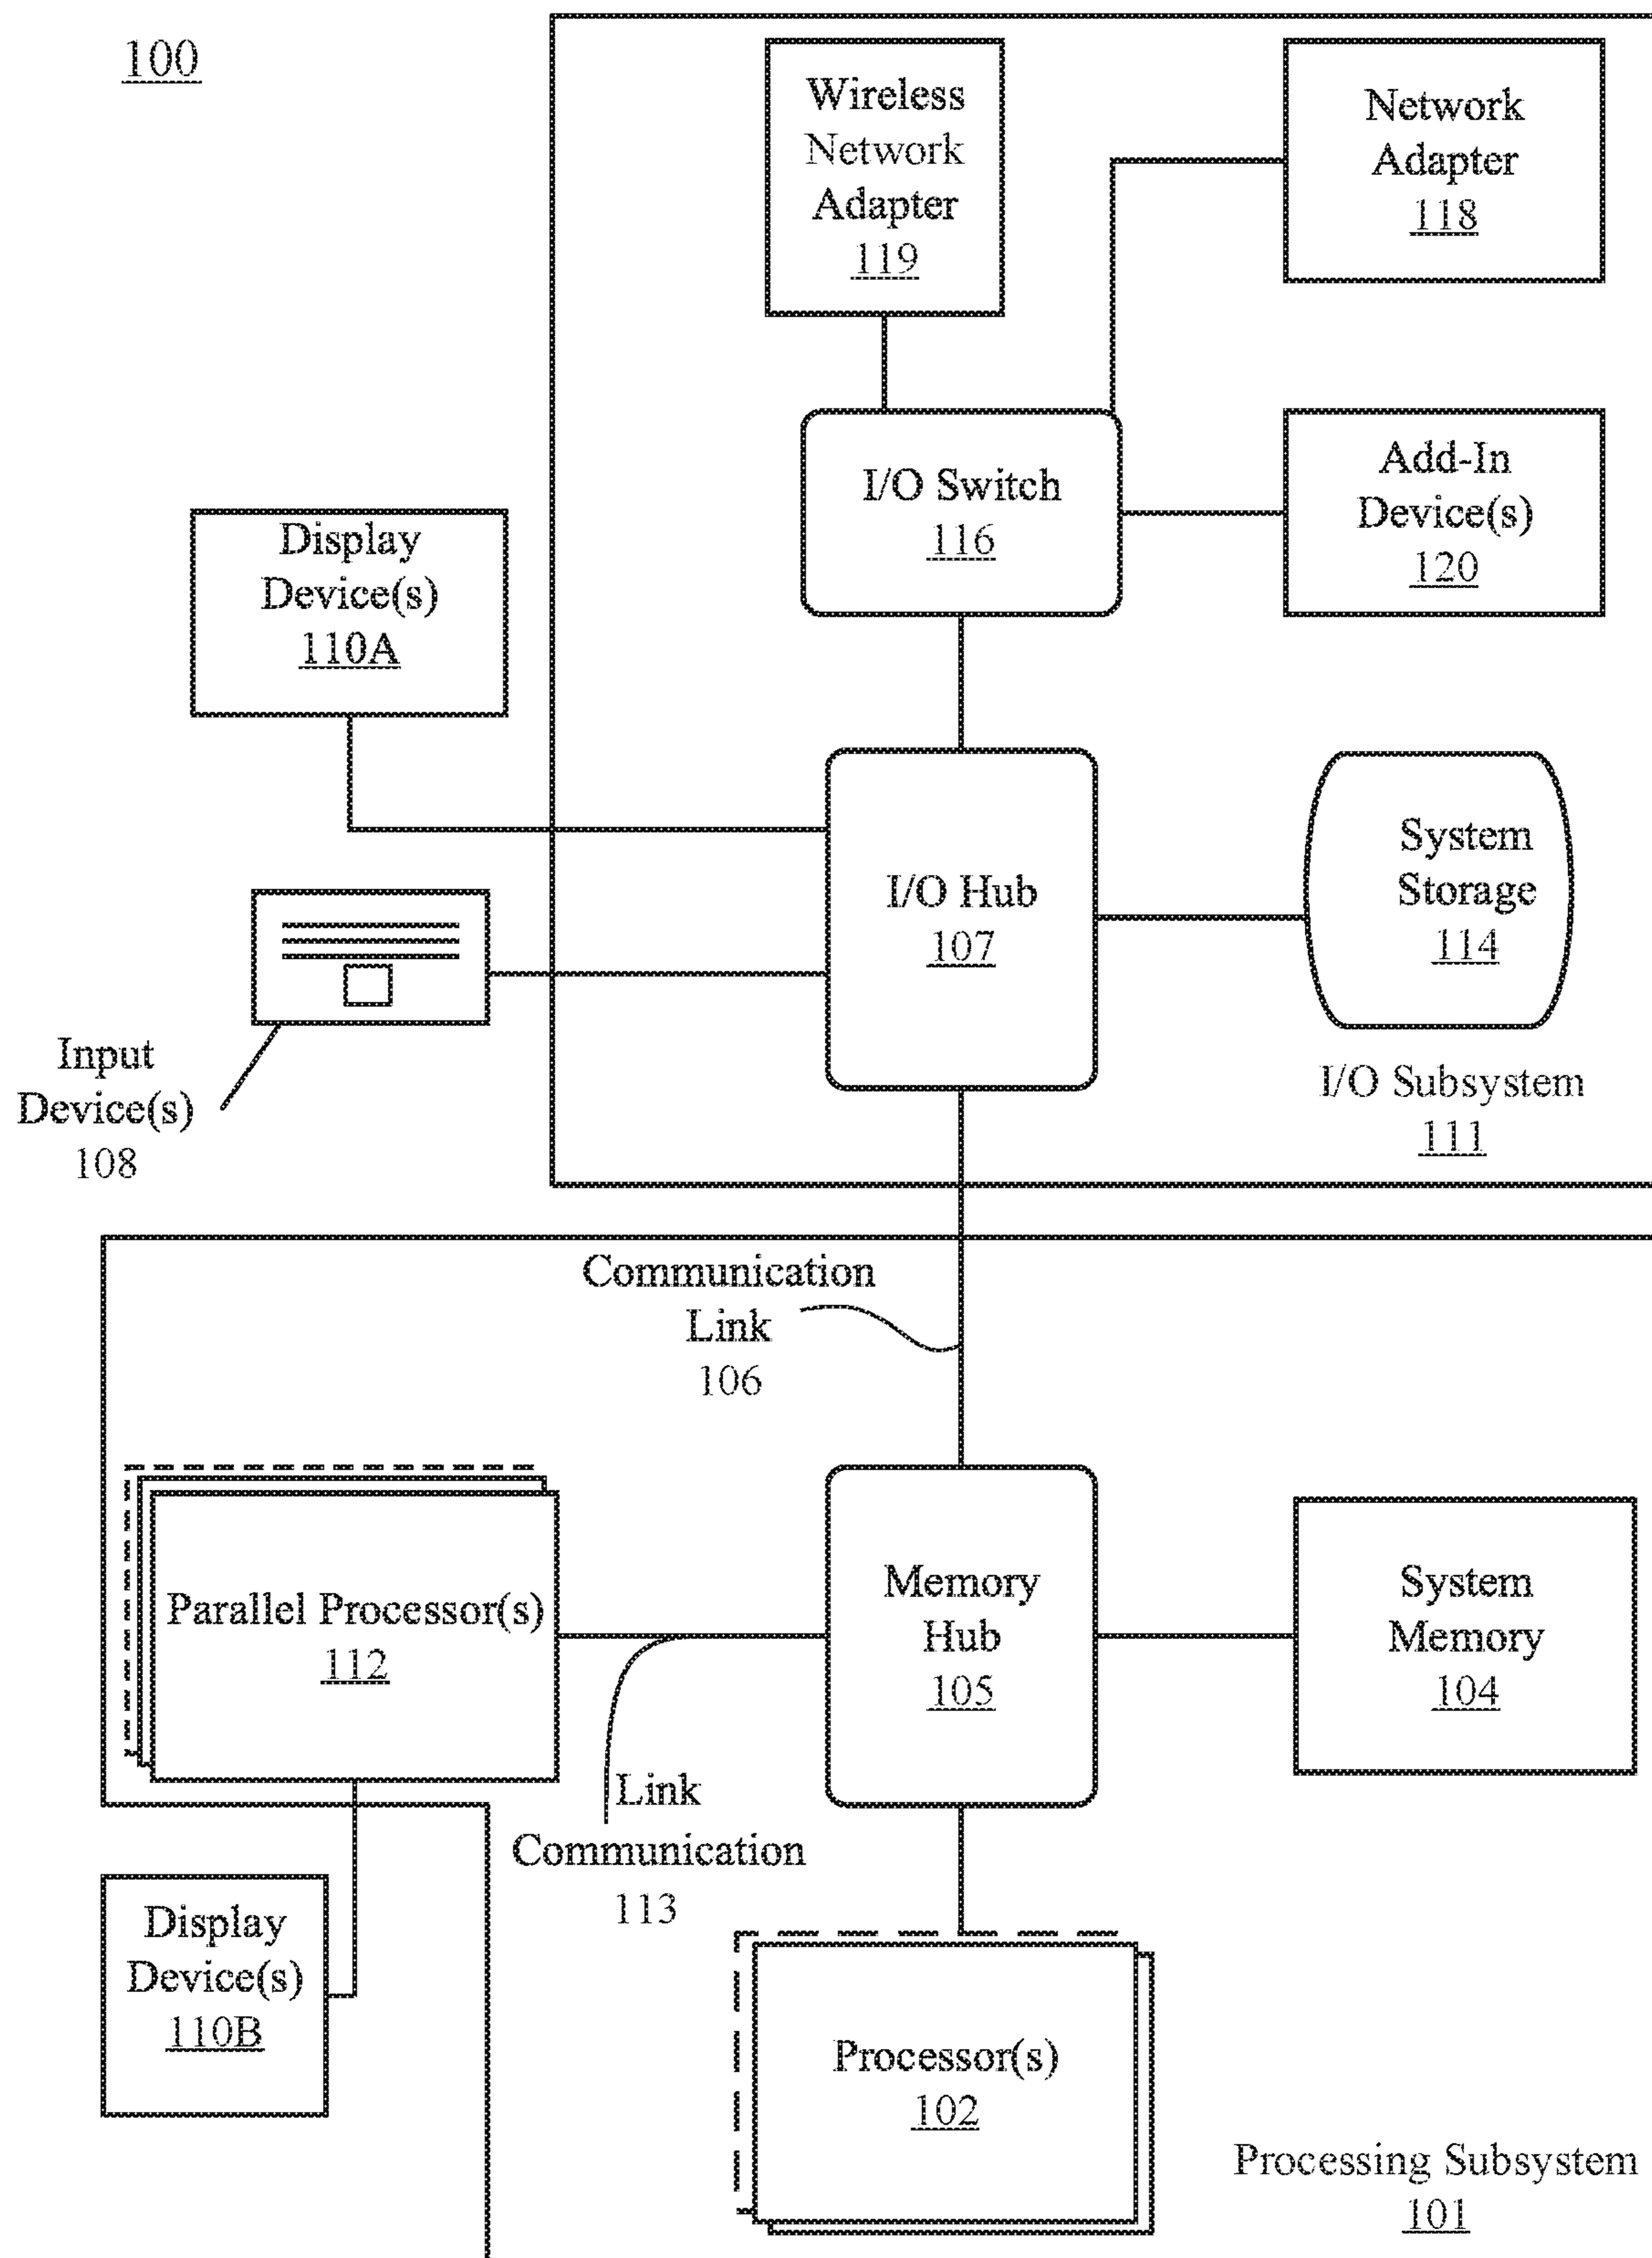 100
Wireless
Network
Adapter
119
Network
Adapter
118
I/O Switch
116
Add-In
Device(s)
120
Display
Device(s)
110A
I/O Hub
107
System
Storage
114
Input
Device(s)
108
I/O Subsystem
111
Communication
Link
106
Parallel Processor(s)
112
Memory
Hub
105
System
Memory
104
Link
Communication
113
Display
Device(s)
110B
Processor(s)
102
Processing Subsystem
101